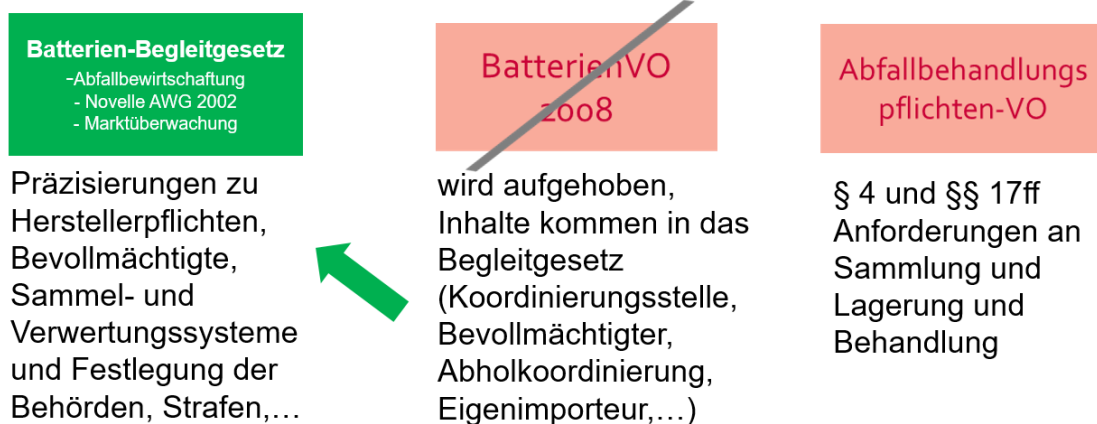 Batterien-Begleitgesetz
-Abfallbewirtschaftung
- Novelle AWG 2002
- Marktüberwachung
Präzisierungen zu
Herstellerpflichten,
Bevollmächtigte,
Sammel- und
Verwertungssysteme
und Festlegung der
Behörden, Strafen,…
BatterienVO
2008
wird aufgehoben,
Inhalte kommen in das
Begleitgesetz
(Koordinierungsstelle,
Bevollmächtigter,
Abholkoordinierung,
Eigenimporteur,…)
Abfallbehandlungs
pflichten-VO
§ 4 und §§ 17ff
Anforderungen an
Sammlung und
Lagerung und
Behandlung